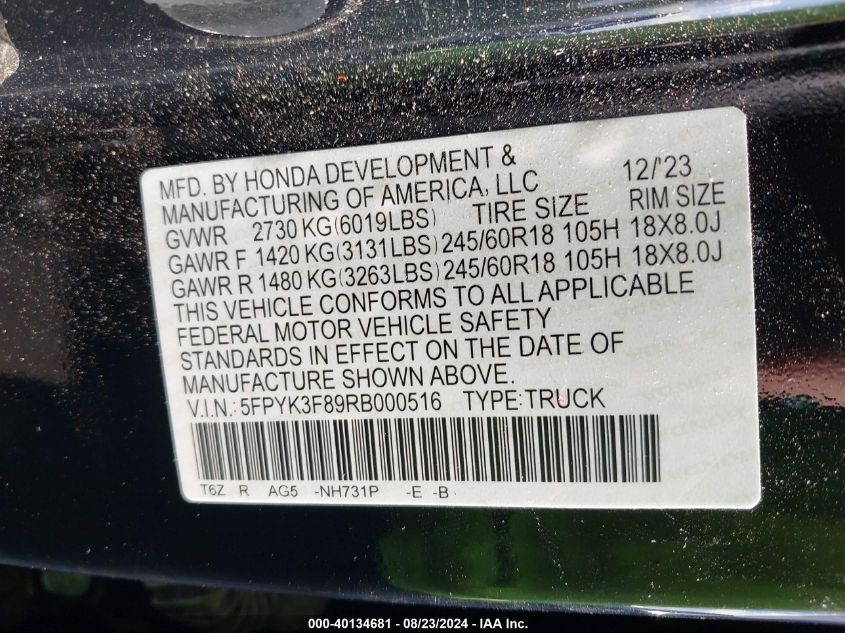 MFD. BY HONDA DEVELOPMENT & 12/'23
MANUFACTURING OF AMERICA, LLC
GVWR 2730 KG(6019LBS) TIRE SIZE RIM SIZE
GAWR F 1420 KG(3131LBS) 245/60R18 105H 18X8.0J
GAWR R 1480 KG(3263LBS) 245/60R18 105H 18X8.0J
THIS VEHICLE CONFORMS TO ALL APPLICABLE
FEDERAL MOTOR VEHICLE SAFETY
STANDARDS IN EFFECT ON THE DATE OF
MANUFACTURE SHOWN ABOVE.
V.I.N.: 5FPYK3F89RB000516 TYPE: TRUCK
T6Z R AG5 -NH731P -E -B
000-40134681 - 08/23/2024 - IAA Inc.